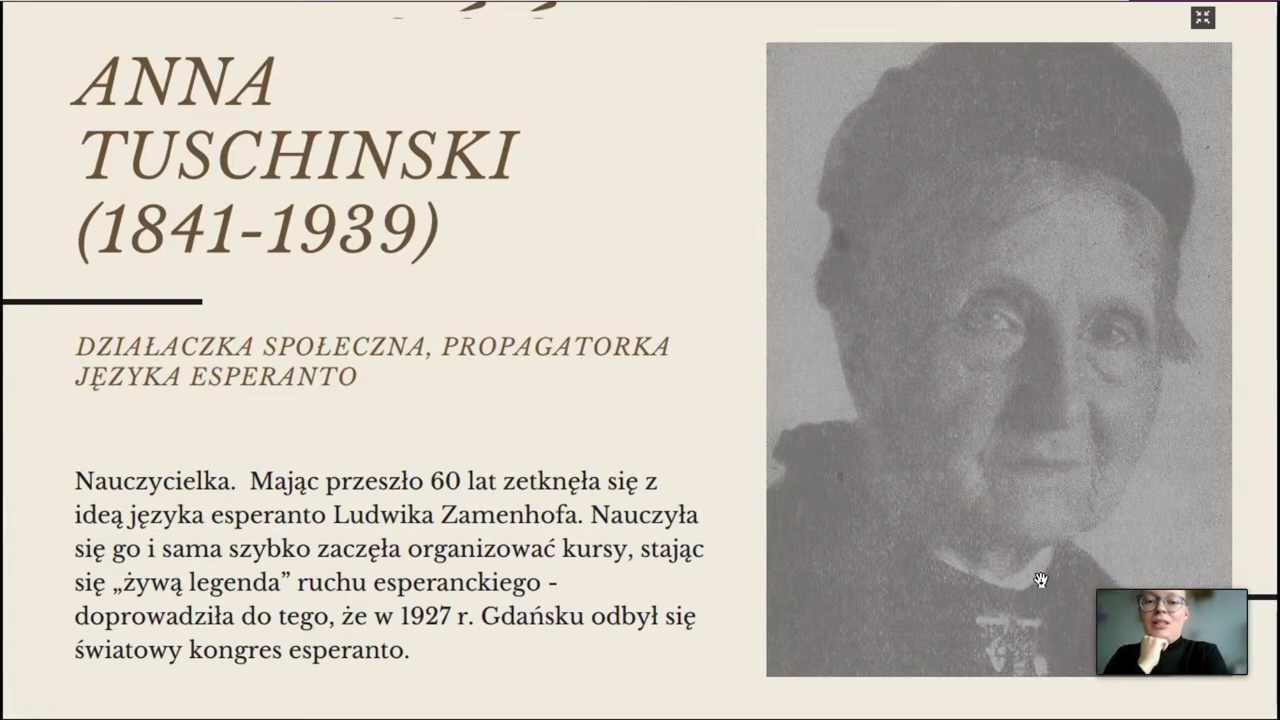 ANNA
TUSCHINSKI
(1841-1939)
DZIAŁACZKA SPOŁECZNA, PROPAGATORKA
JĘZYKA ESPERANTO
Nauczycielka.  Mając przeszło 60 lat zetknęła się z
ideą języka esperanto Ludwika Zamenhofa. Nauczyła
się go i sama szybko zaczęła organizować kursy, stając
się „żywą legenda” ruchu esperanckiego -
doprowadziła do tego, że w 1927 r. Gdańsku odbył się
światowy kongres esperanto.